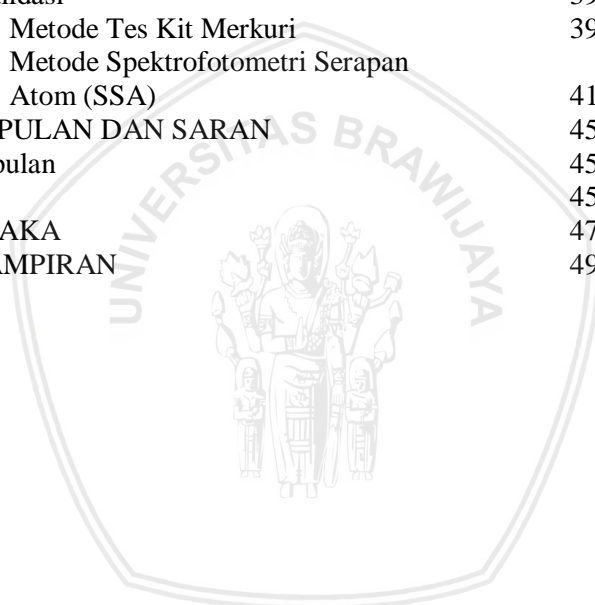 Metode Tes Kit Merkuri 39
Metode Spektrofotometri Serapan
Atom (SSA) 41
PULAN DAN SARAN 45
pulan 45
45
AKA 47
AMPIRAN 49
UNIVERSITAS BRAWIJAYA